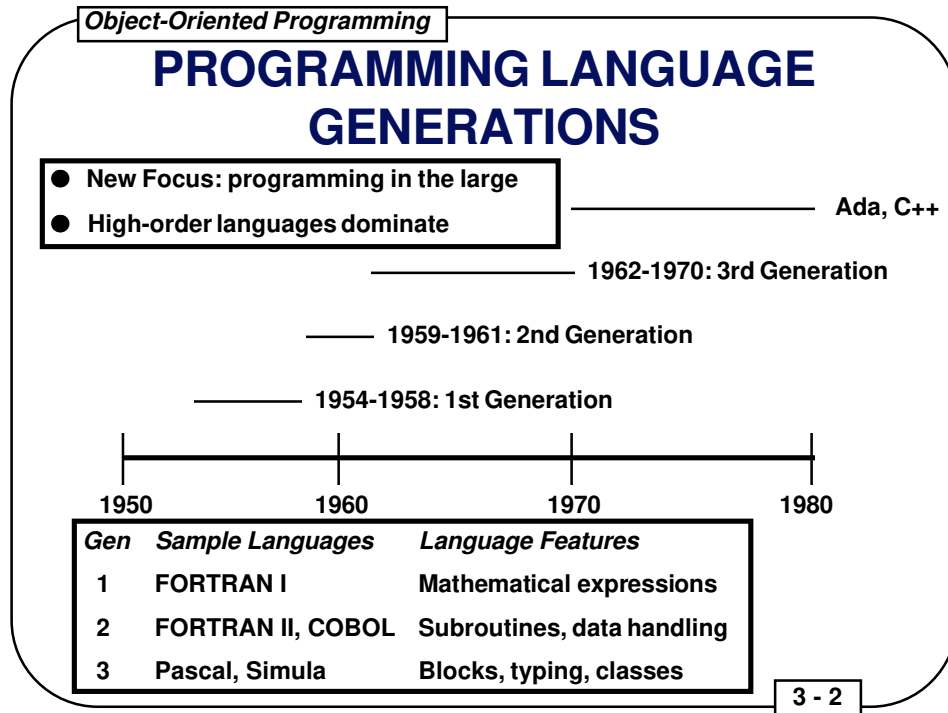 Object-Oriented Programming
PROGRAMMING LANGUAGE
GENERATIONS
● New Focus: programming in the large
● High-order languages dominate
Ada, C++
1962-1970: 3rd Generation
1959-1961: 2nd Generation
1954-1958: 1st Generation
1950 1960 1970 1980
Gen Sample Languages Language Features
1 FORTRAN I Mathematical expressions
2 FORTRAN II, COBOL Subroutines, data handling
3 Pascal, Simula Blocks, typing, classes
3 - 2